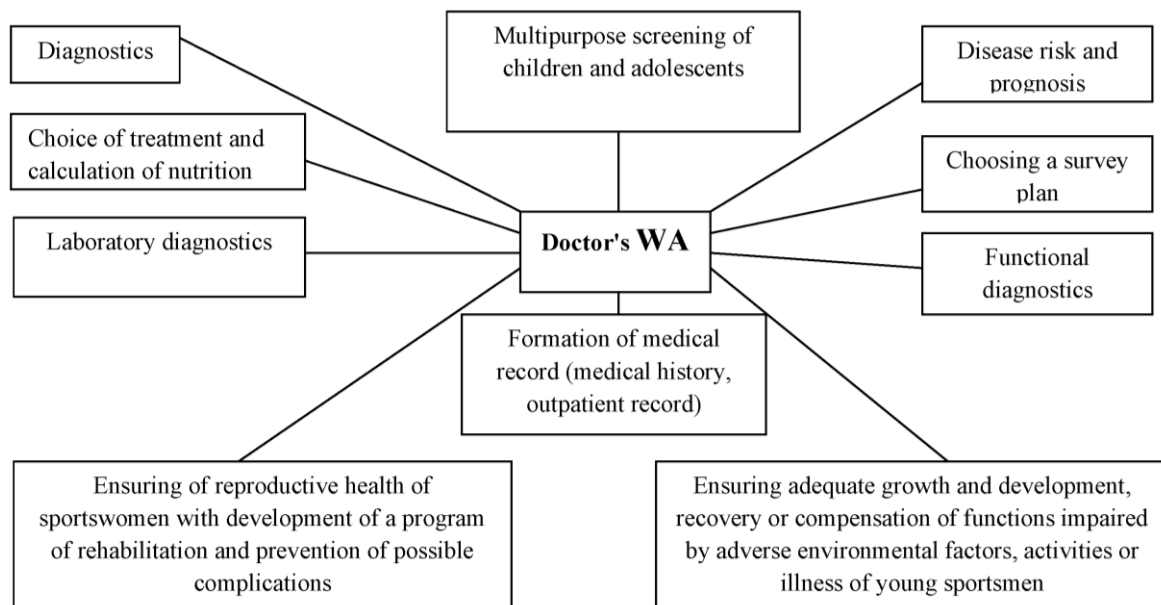 Diagnostics
Multipurpose screening of
children and adolescents
Disease risk and
prognosis
Choice of treatment and
calculation of nutrition
Choosing a survey
plan
Laboratory diagnostics
Doctor's WA
Functional
diagnostics
Formation of medical
record (medical history,
outpatient record)
Ensuring of reproductive health of
sportswomen with development of a program
of rehabilitation and prevention of possible
complications
Ensuring adequate growth and development,
recovery or compensation of functions impaired
by adverse environmental factors, activities or
illness of young sportsmen